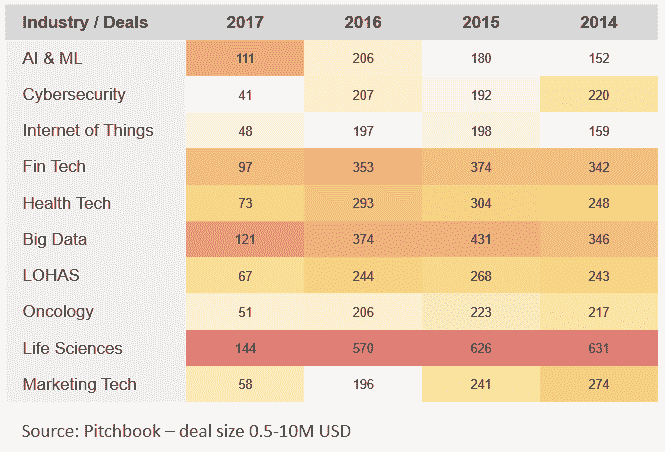 Industry / Deals 2017 2016 2015 2014
AI & ML 111 206 180 152
Cybersecurity 41 207 192 220
Internet of Things 48 197 198 159
Fin Tech 97 353 374 342
Health Tech 73 293 304 248
Big Data 121 374 431 346
LOHAS 67 244 268 243
Oncology 51 206 223 217
Life Sciences 144 570 626 631
Marketing Tech 58 196 241 274
Source: Pitchbook – deal size 0.5-10M USD